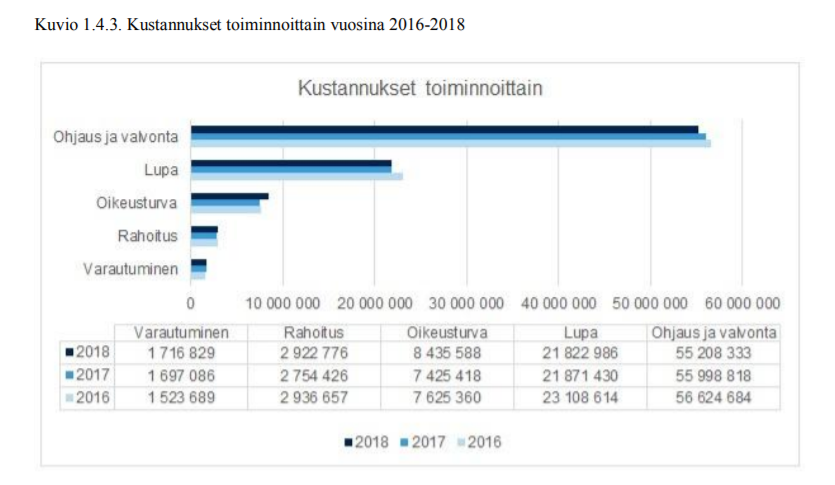 Kuvio 1.4.3. Kustannukset toiminnoittain vuosina 2016-2018
Kustannukset toiminnoittain
Ohjaus ja valvonta
Lupa
Oikeusturva
Rahoitus
Varautuminen
0 10 000 000 20 000 000 30 000 000 40 000 000 50 000 000 60 000 000
Varautuminen Rahoitus Oikeusturva Lupa Ohjaus ja valvonta
2018 1 716 829 2 922 776 8 435 588 21 822 986 55 208 333
2017 1 697 086 2 754 426 7 425 418 21 871 430 55 998 818
2016 1 523 689 2 936 657 7 625 360 23 108 614 56 624 684
2018 2017 2016